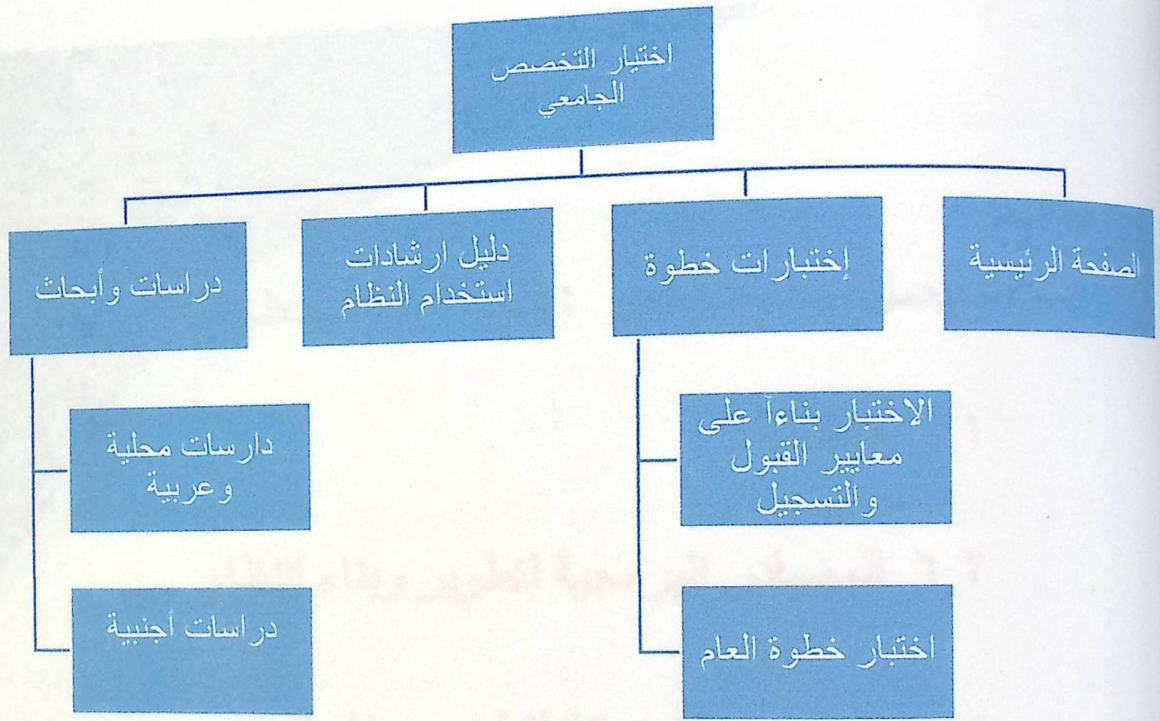 إختيار التخصص
الجامعي
الصفحة الرئيسية
إختبارات خطوة
دليل ارشادات
استخدام النظام
دراسات وأبحاث
الاختبار بناءاً على
معايير القبول
والتسجيل
اختبار خطوة العام
دارسات محلية
وعربية
دراسات أجنبية